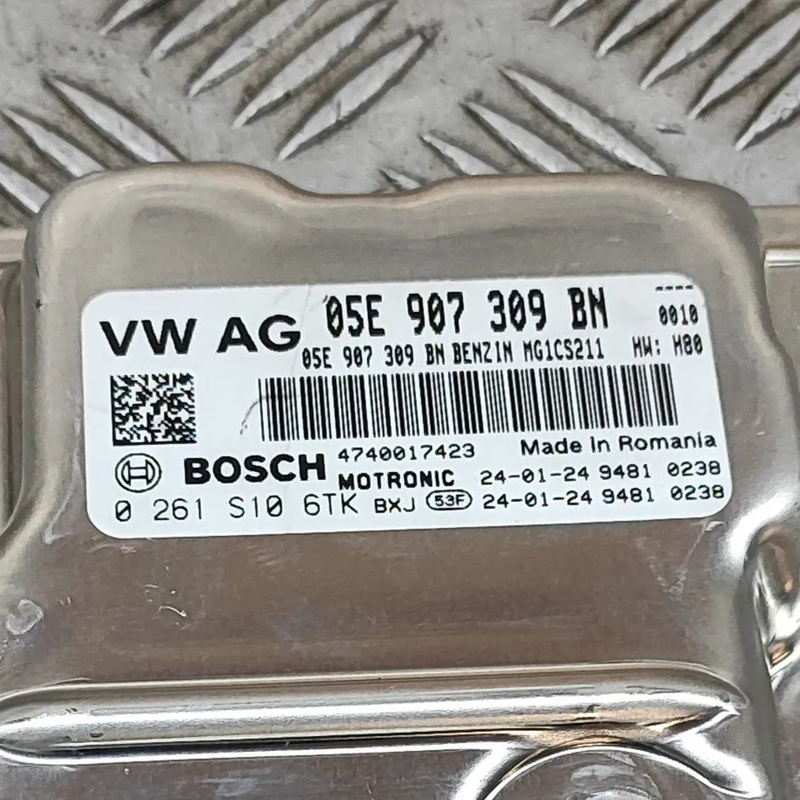 VW AG 05E 907 309 BN ----
0010
05E 907 309 BN BENZIN MG1CS211 HW: H80
4740017423 Made In Romania
BOSCH MOTRONIC 24-01-24 9481 0238
0 261 S10 6TK BXJ 53F 24-01-24 9481 0238